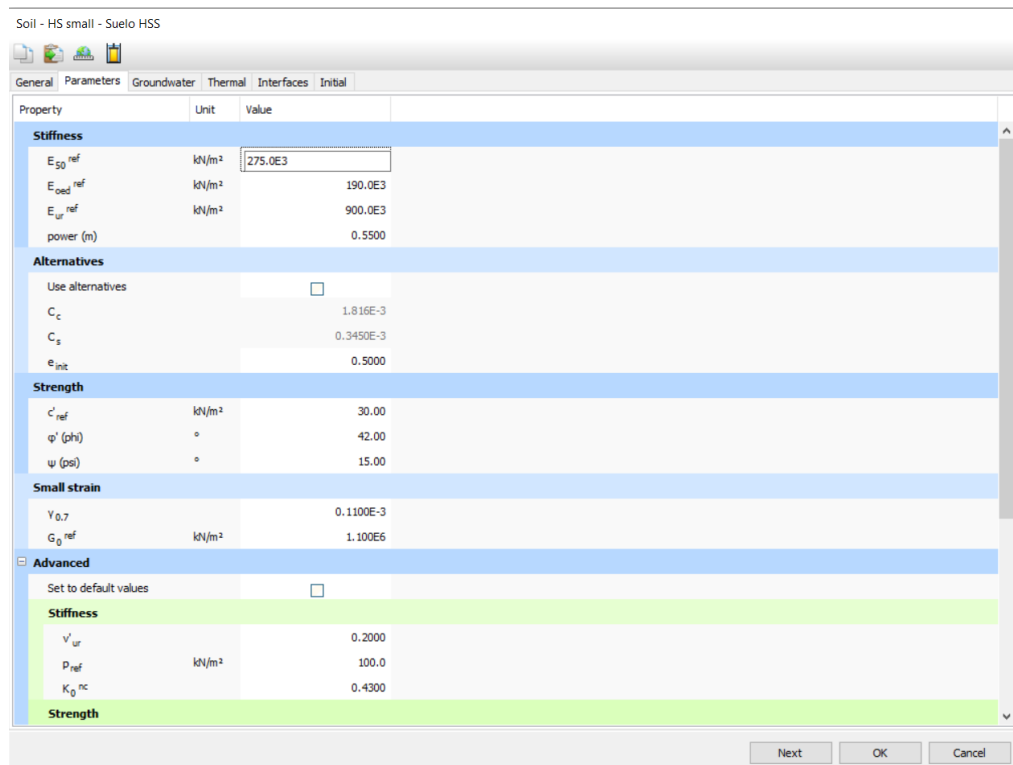 Soil - HS small - Suelo HSS
General Parameters Groundwater Thermal Interfaces Initial
Property Unit Value
Stiffness
E50 ref kN/m² 275.0E3
Eoed ref kN/m² 190.0E3
Eur ref kN/m² 900.0E3
power (m) 0.5500
Alternatives
Use alternatives
Cc 1.816E-3
Cs 0.3450E-3
einit 0.5000
Strength
c'ref kN/m² 30.00
φ' (phi) ° 42.00
ψ (psi) ° 15.00
Small strain
γ0.7 0.1100E-3
G0 ref kN/m² 1.100E6
Advanced
Set to default values
Stiffness
ν'ur 0.2000
pref kN/m² 100.0
K0 nc 0.4300
Strength
Next OK Cancel